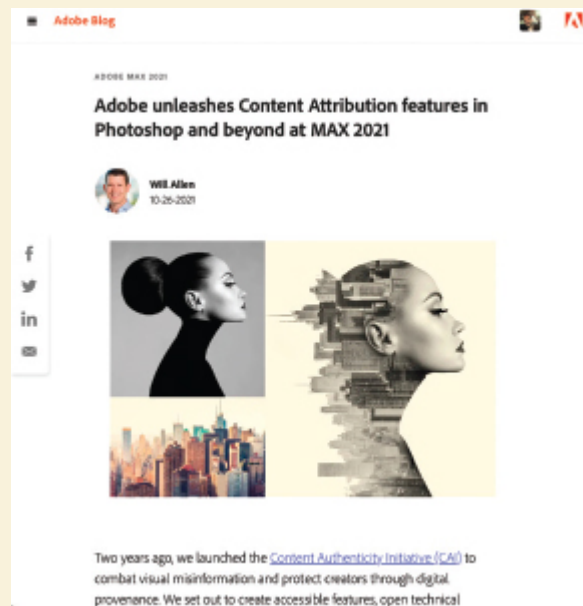 Adobe Blog
ADOBE MAX 2021
Adobe unleashes Content Attribution features in
Photoshop and beyond at MAX 2021
Will Allen
10-26-2021
Two years ago, we launched the Content Authenticity Initiative (CAI) to
combat visual misinformation and protect creators through digital
provenance. We set out to create accessible features, open technical